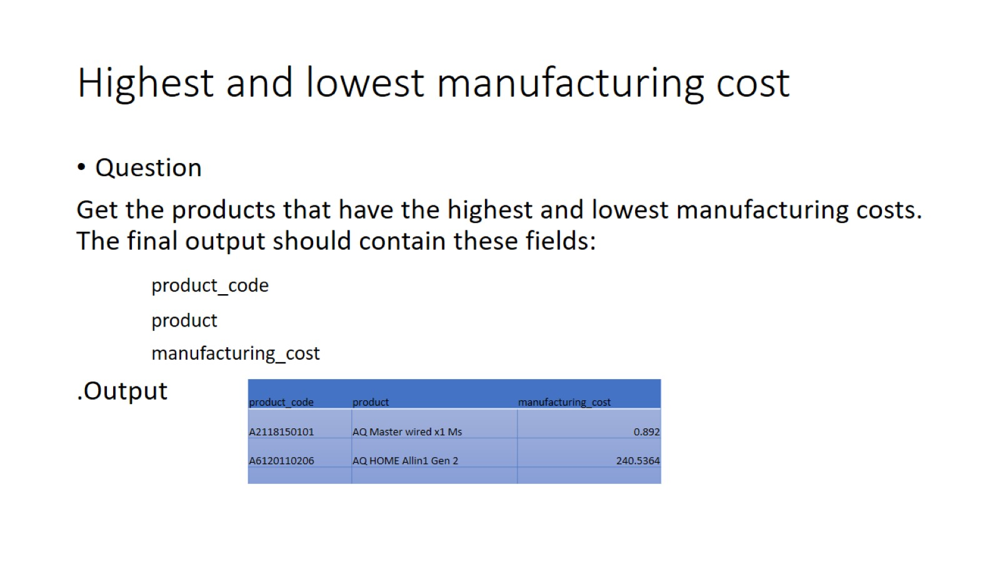 Highest and lowest manufacturing cost
• Question
Get the products that have the highest and lowest manufacturing costs.
The final output should contain these fields:
product_code
product
manufacturing_cost
.Output
product_code product manufacturing_cost
A2118150101 AQ Master wired x1 Ms 0.892
A6120110206 AQ HOME Allin1 Gen 2 240.5364